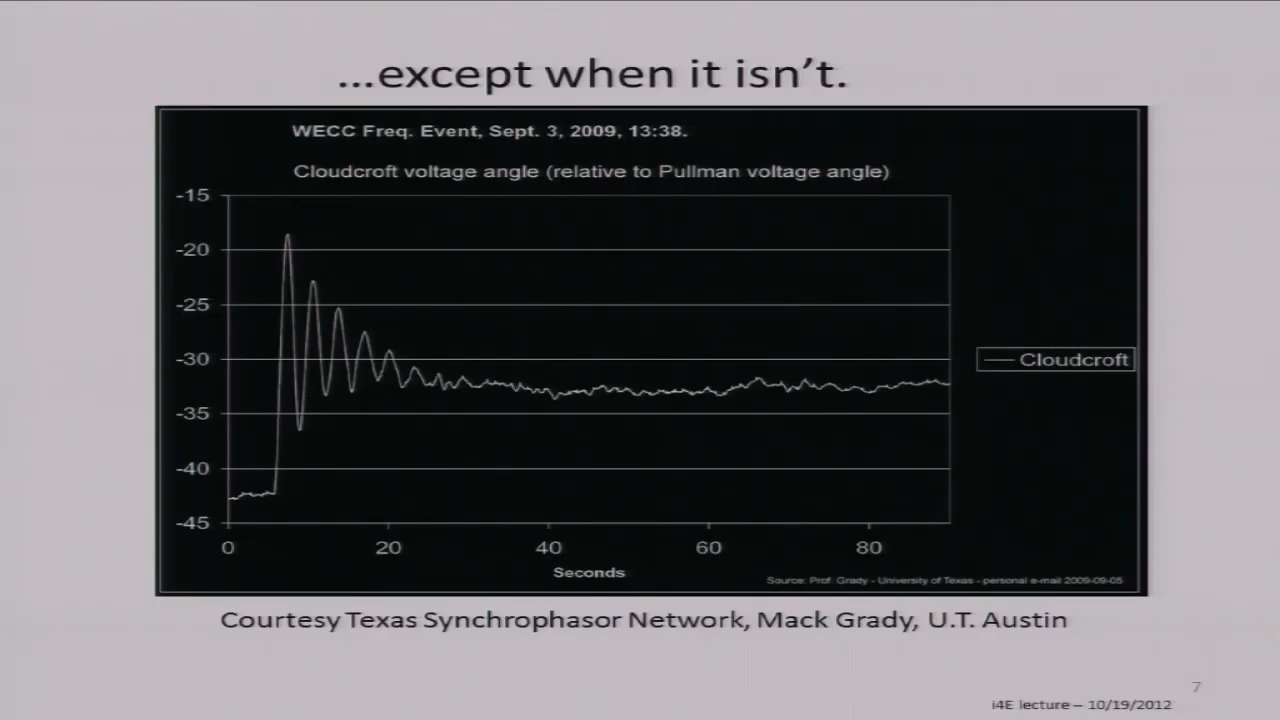 ...except when it isn't.
WECC Freq. Event, Sept. 3, 2009, 13:38.
Cloudcroft voltage angle (relative to Pullman voltage angle)
-15
-20
-25
-30
-35
-40
-45
0 20 40 60 80
Seconds
Cloudcroft
Source: Prof. Grady - University of Texas - personal e-mail 2009-09-05
Courtesy Texas Synchrophasor Network, Mack Grady, U.T. Austin
7
i4E lecture – 10/19/2012